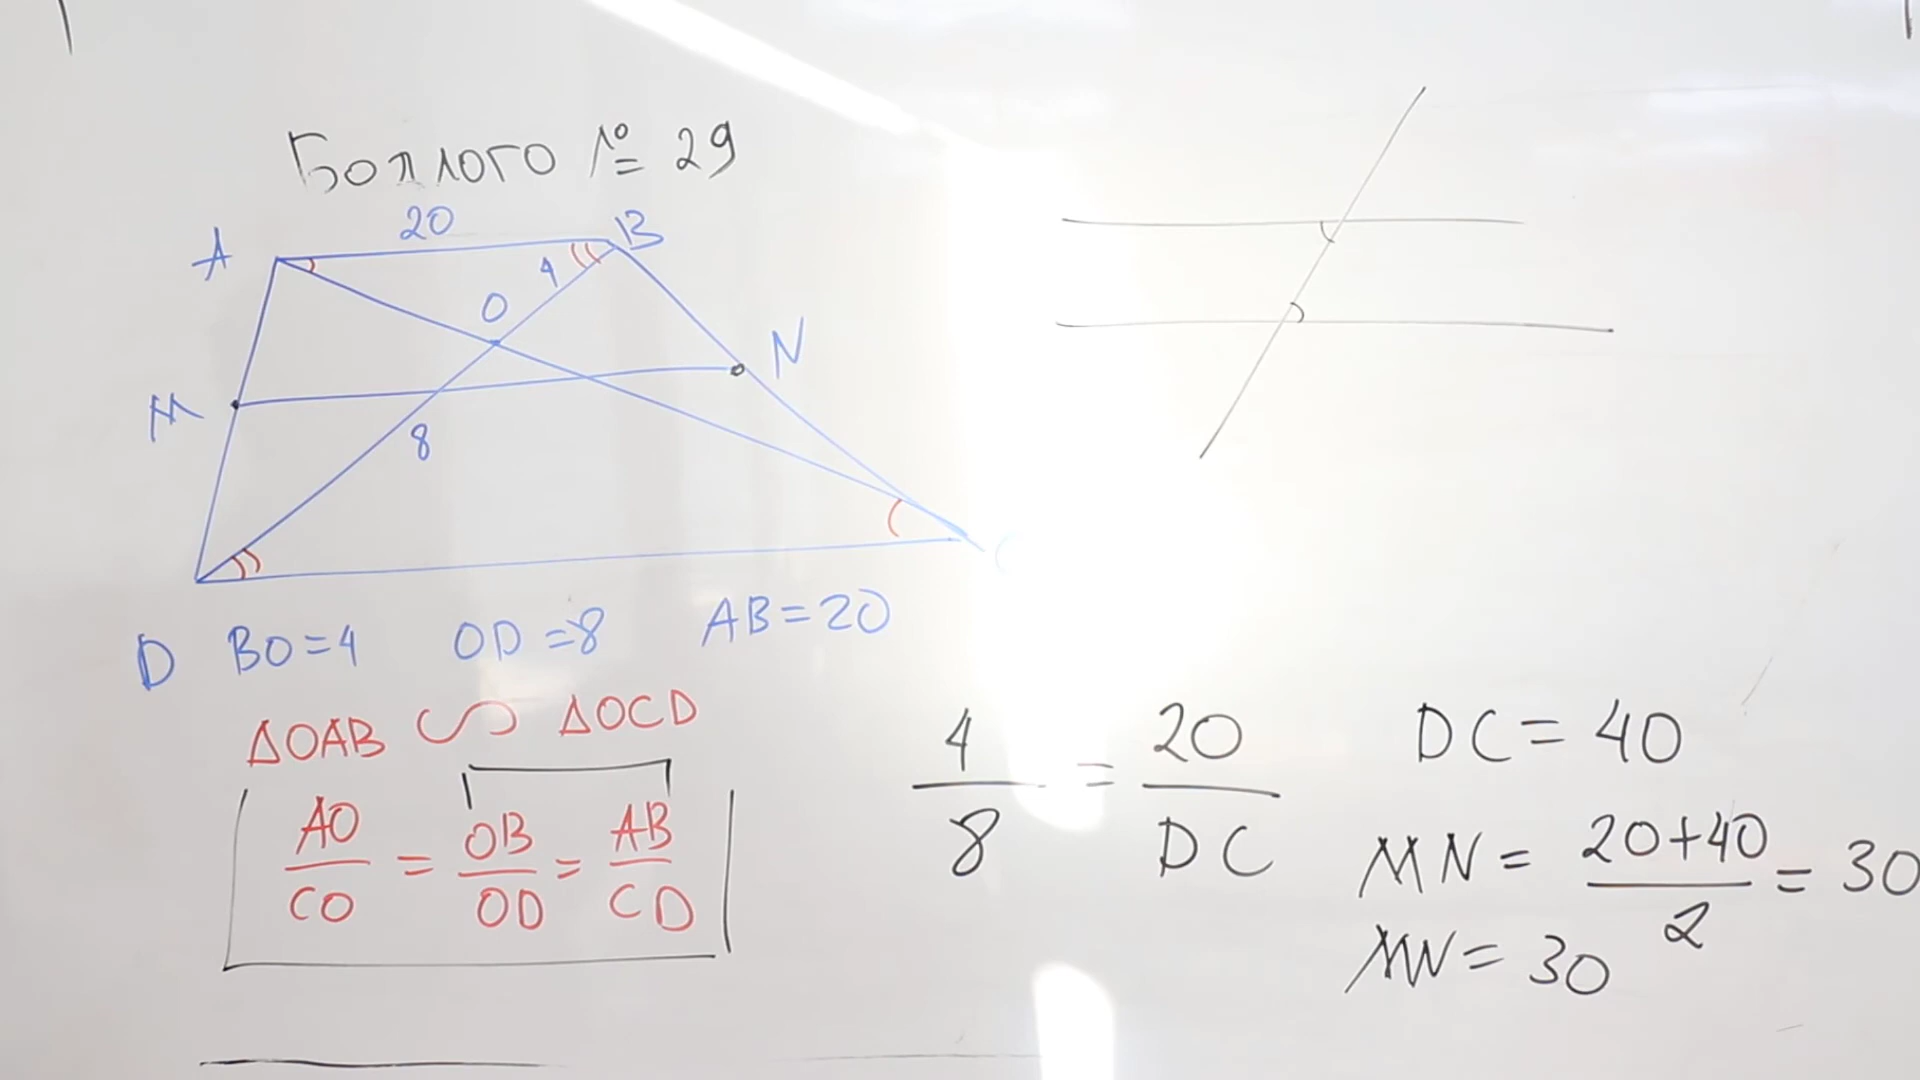 Бодлого № 29
20
A
B
4
O
N
M
8
D BO=4 OD=8 AB=20
ΔOAB ∽ ΔOCD
AO/CO = OB/OD = AB/CD
4/8 = 20/DC
DC = 40
MN = 20+40/2 = 30
MN = 30